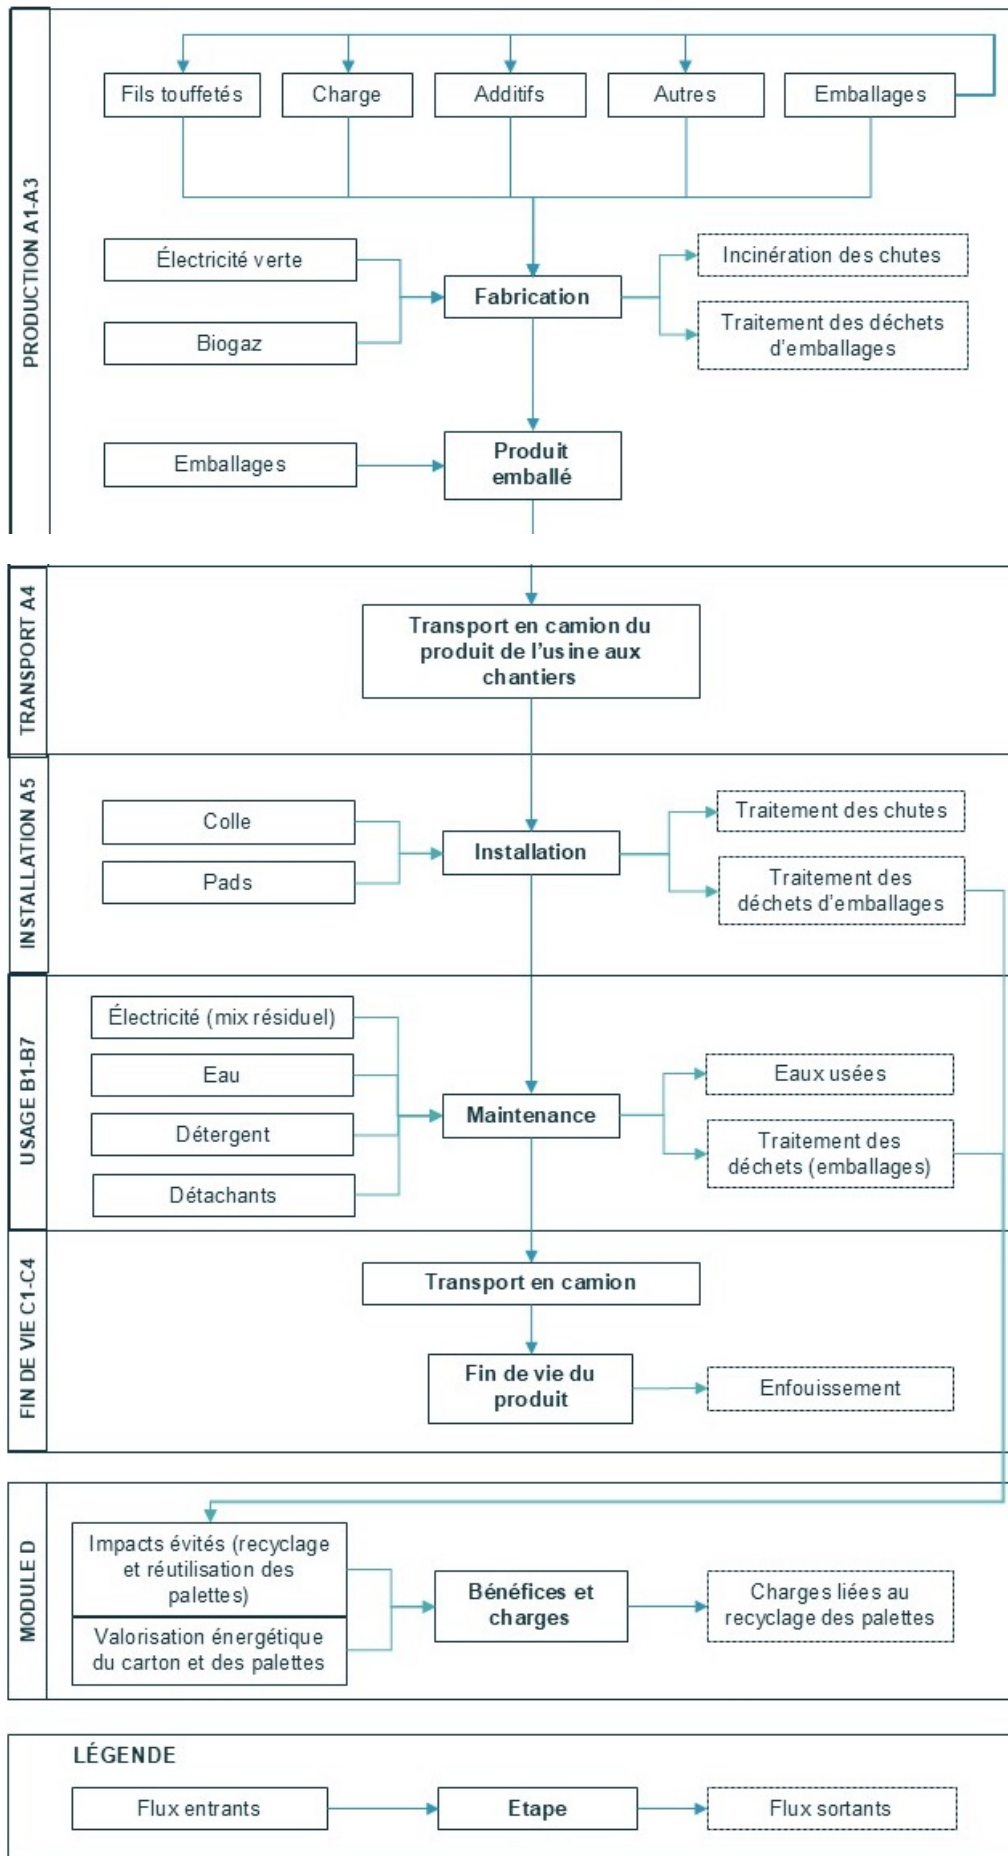 PRODUCTION A1-A3
Fils touffetés
Charge
Additifs
Autres
Emballages
Électricité verte
Biogaz
Fabrication
Incinération des chutes
Traitement des déchets
d'emballages
Emballages
Produit
emballé
TRANSPORT A4
Transport en camion du
produit de l'usine aux
chantiers
INSTALLATION A5
Colle
Pads
Installation
Traitement des chutes
Traitement des
déchets d'emballages
USAGE B1-B7
Électricité (mix résiduel)
Eau
Détergent
Détachants
Maintenance
Eaux usées
Traitement des
déchets (emballages)
FIN DE VIE C1-C4
Transport en camion
Fin de vie du
produit
Enfouissement
MODULE D
Impacts évités (recyclage
et réutilisation des
palettes)
Valorisation énergétique
du carton et des palettes
Bénéfices et
charges
Charges liées au
recyclage des palettes
LÉGENDE
Flux entrants
Etape
Flux sortants